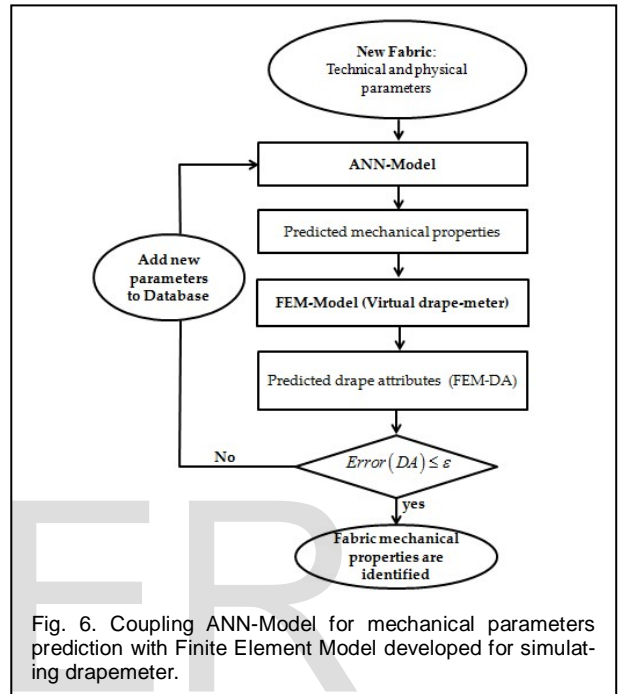 New Fabric:
Technical and physical
parameters
ANN-Model
Predicted mechanical properties
Add new
parameters
to Database
FEM-Model (Virtual drape-meter)
Predicted drape attributes (FEM-DA)
No
Error(DA) ≤ ε
yes
Fabric mechanical
properties are
identified
ER
Fig. 6. Coupling ANN-Model for mechanical parameters
prediction with Finite Element Model developed for simulat-
ing drapemeter.